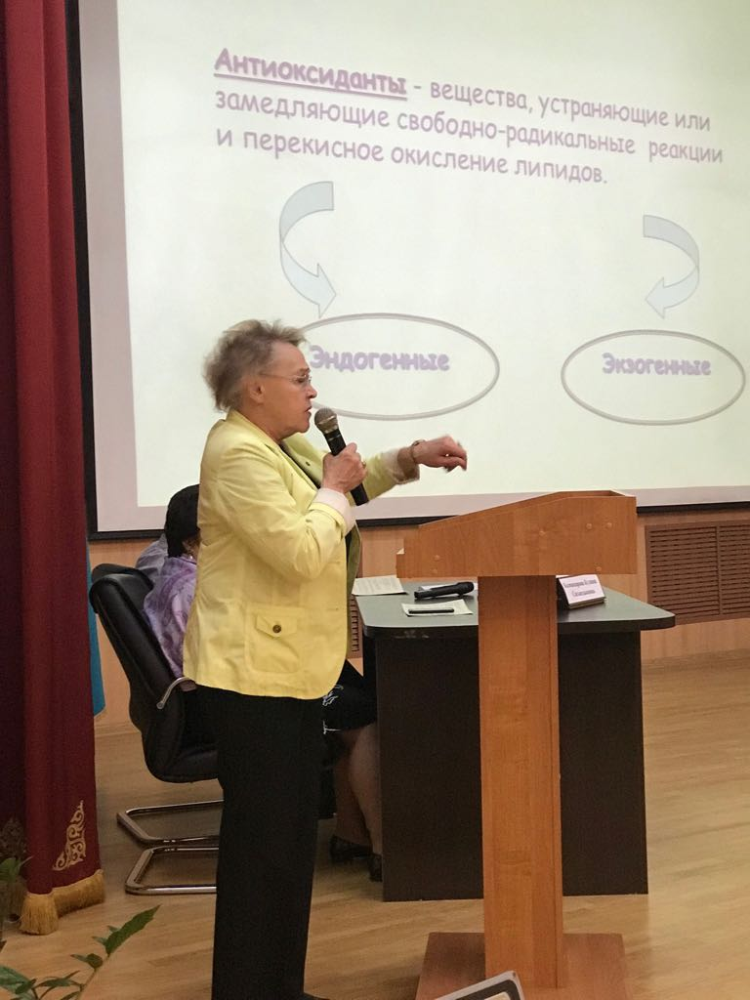 Антиоксиданты - вещества, устраняющие или
замедляющие свободно-радикальные реакции
и перекисное окисление липидов.
Эндогенные
Экзогенные